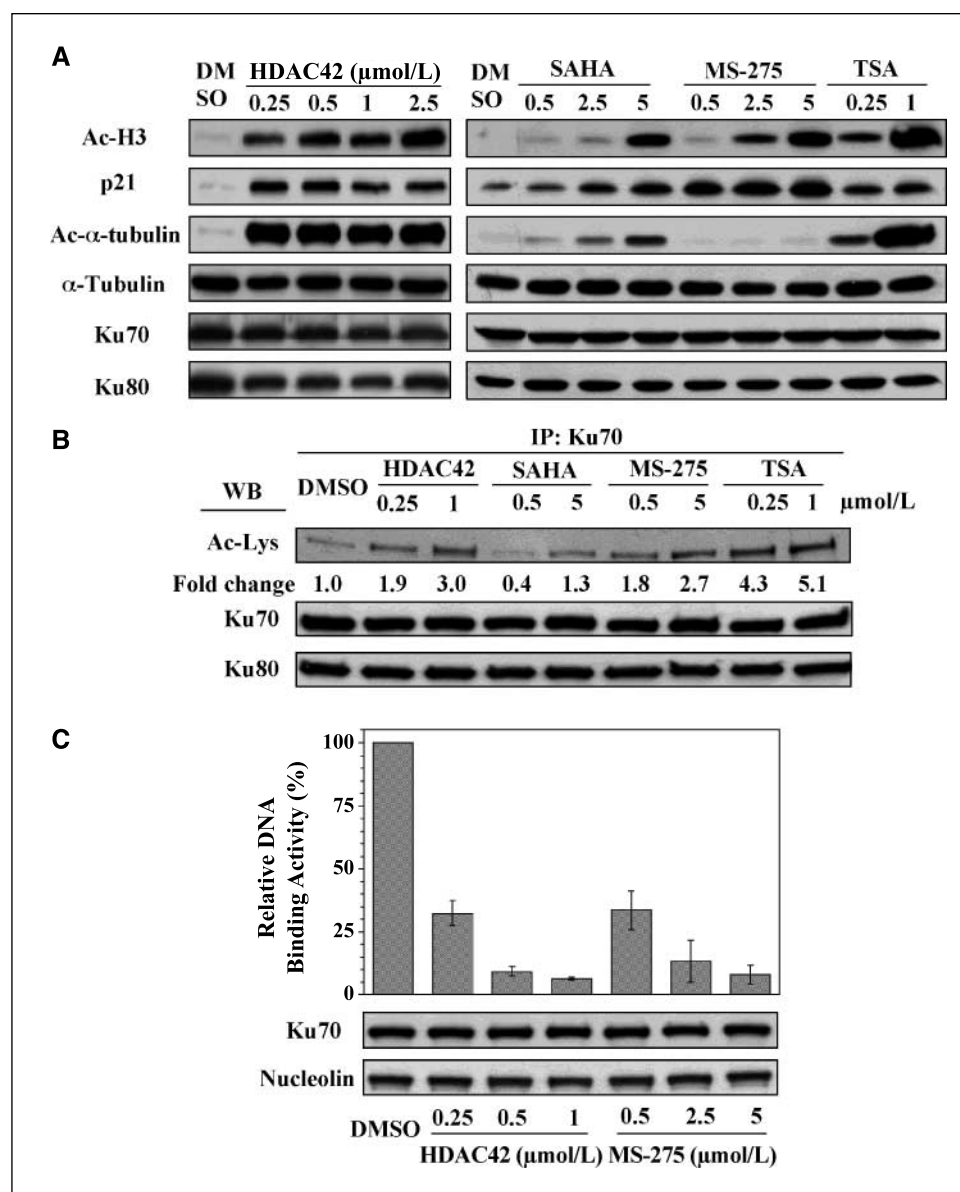 A
DM SO HDAC42 (μmol/L) 0.25 0.5 1 2.5
DM SO SAHA 0.5 2.5 5 MS-275 0.5 2.5 5 TSA 0.25 1
Ac-H3
p21
Ac-α-tubulin
α-Tubulin
Ku70
Ku80
B
IP: Ku70
HDAC42 SAHA MS-275 TSA
WB DMSO 0.25 1 0.5 5 0.5 5 0.25 1 μmol/L
Ac-Lys
Fold change 1.0 1.9 3.0 0.4 1.3 1.8 2.7 4.3 5.1
Ku70
Ku80
C
Relative DNA
Binding Activity (%)
100
75
50
25
0
Ku70
Nucleolin
DMSO 0.25 0.5 1 0.5 2.5 5
HDAC42 (μmol/L) MS-275 (μmol/L)